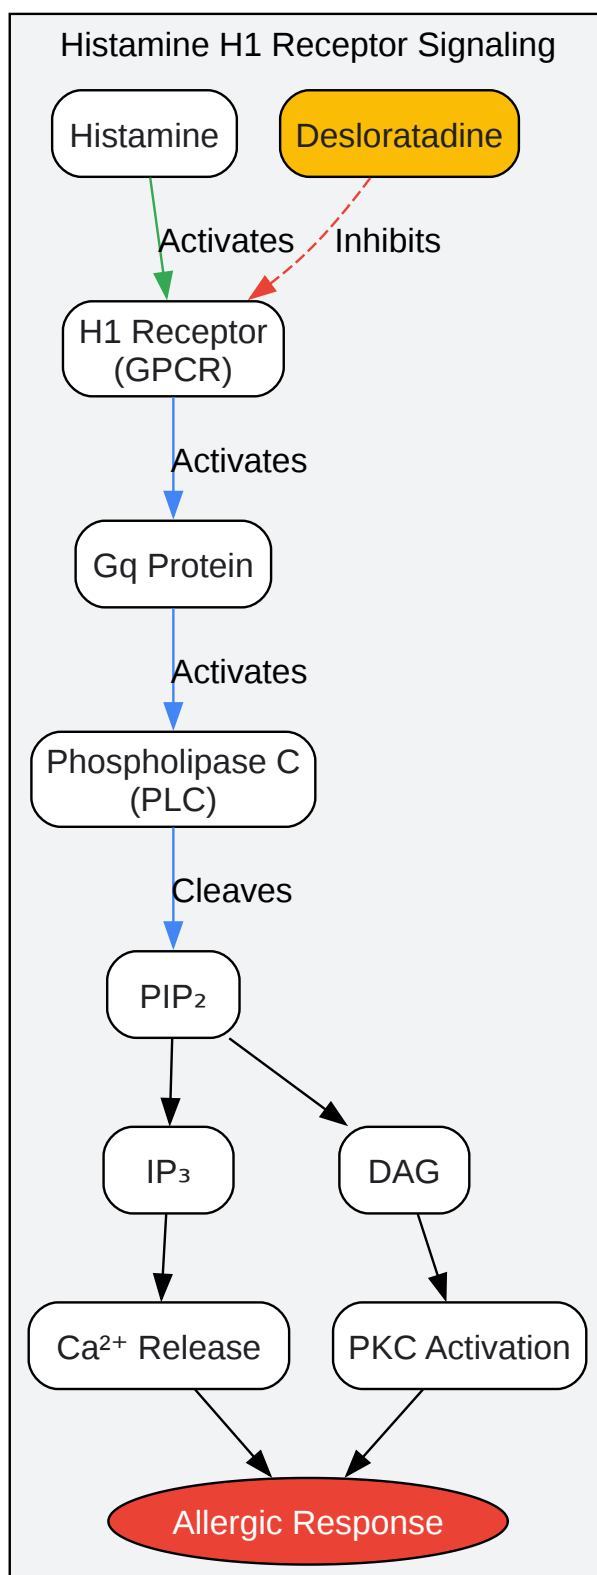 Histamine H1 Receptor Signaling
Histamine
Desloratadine
Activates
Inhibits
H1 Receptor
(GPCR)
Activates
Gq Protein
Activates
Phospholipase C
(PLC)
Cleaves
PIP₂
IP₃
DAG
Ca²⁺ Release
PKC Activation
Allergic Response